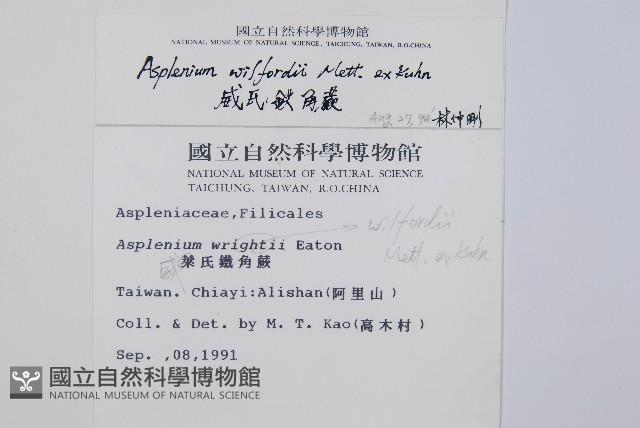 國立自然科學博物館
NATIONAL MUSEUM OF NATURAL SCIENCE, TAICHUNG, TAIWAN, R.O.CHINA
Asplenium wilfordii Mett. ex Kuhn
威氏鉄角蕨
Aug 27, 94' 林仲剛
國立自然科學博物館
NATIONAL MUSEUM OF NATURAL SCIENCE
TAICHUNG, TAIWAN, R.O.CHINA
Aspleniaceae,Filicales
Asplenium wrightii Eaton
wilfordii
Mett. ex Kuhn
萊氏鐵角蕨
威
Taiwan. Chiayi:Alishan(阿里山)
Coll. & Det. by M. T. Kao(高木村)
Sep. ,08,1991
國立自然科學博物館
NATIONAL MUSEUM OF NATURAL SCIENCE